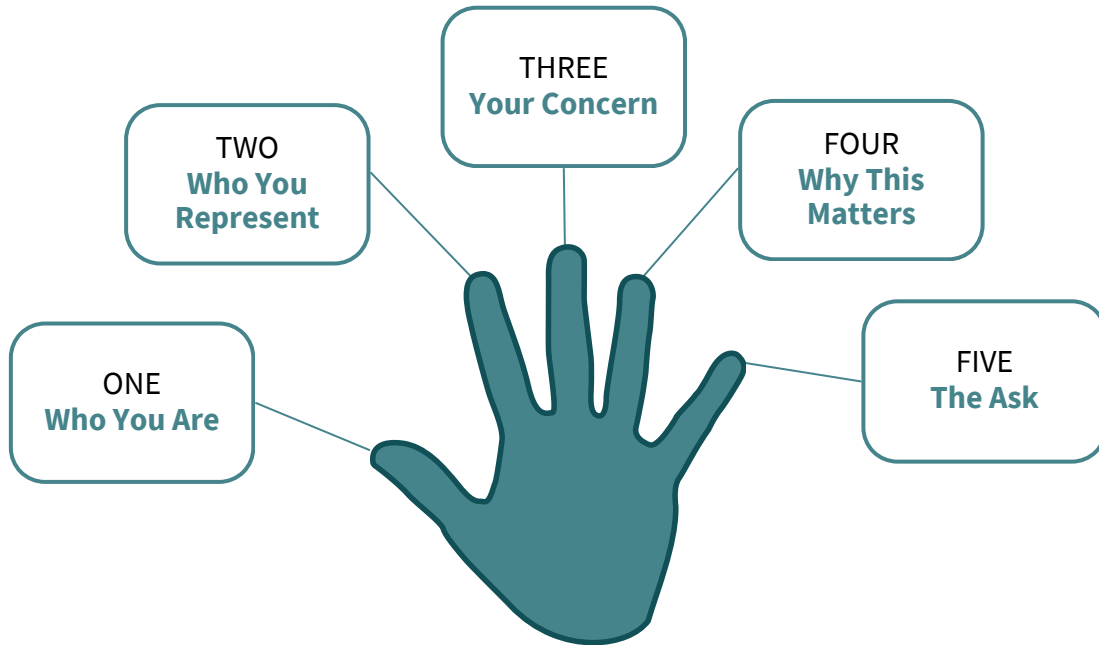 ONE
Who You Are
TWO
Who You
Represent
THREE
Your Concern
FOUR
Why This
Matters
FIVE
The Ask